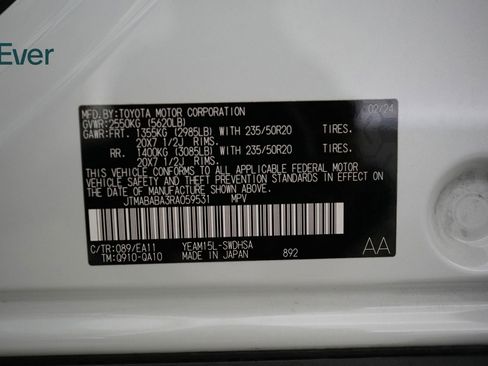 Ever
MFD.BY:TOYOTA MOTOR CORPORATION 02/24
GVWR:2550KG (5620LB)
GAWR:FRT. 1355KG (2985LB) WITH 235/50R20 TIRES.
20X7 1/2J RIMS.
RR. 1400KG (3085LB) WITH 235/50R20 TIRES.
20X7 1/2J RIMS.
THIS VEHICLE CONFORMS TO ALL APPLICABLE FEDERAL MOTOR
VEHICLE SAFETY, BUMPER, AND THEFT PREVENTION
STANDARDS IN EFFECT ON THE DATE OF MANUFACTURE
SHOWN ABOVE.
JTMABABA3RA059531 MPV
C/TR:089/EA11 YEAM15L-SWDHSA
TM:Q910-QA10 MADE IN JAPAN 892
AA